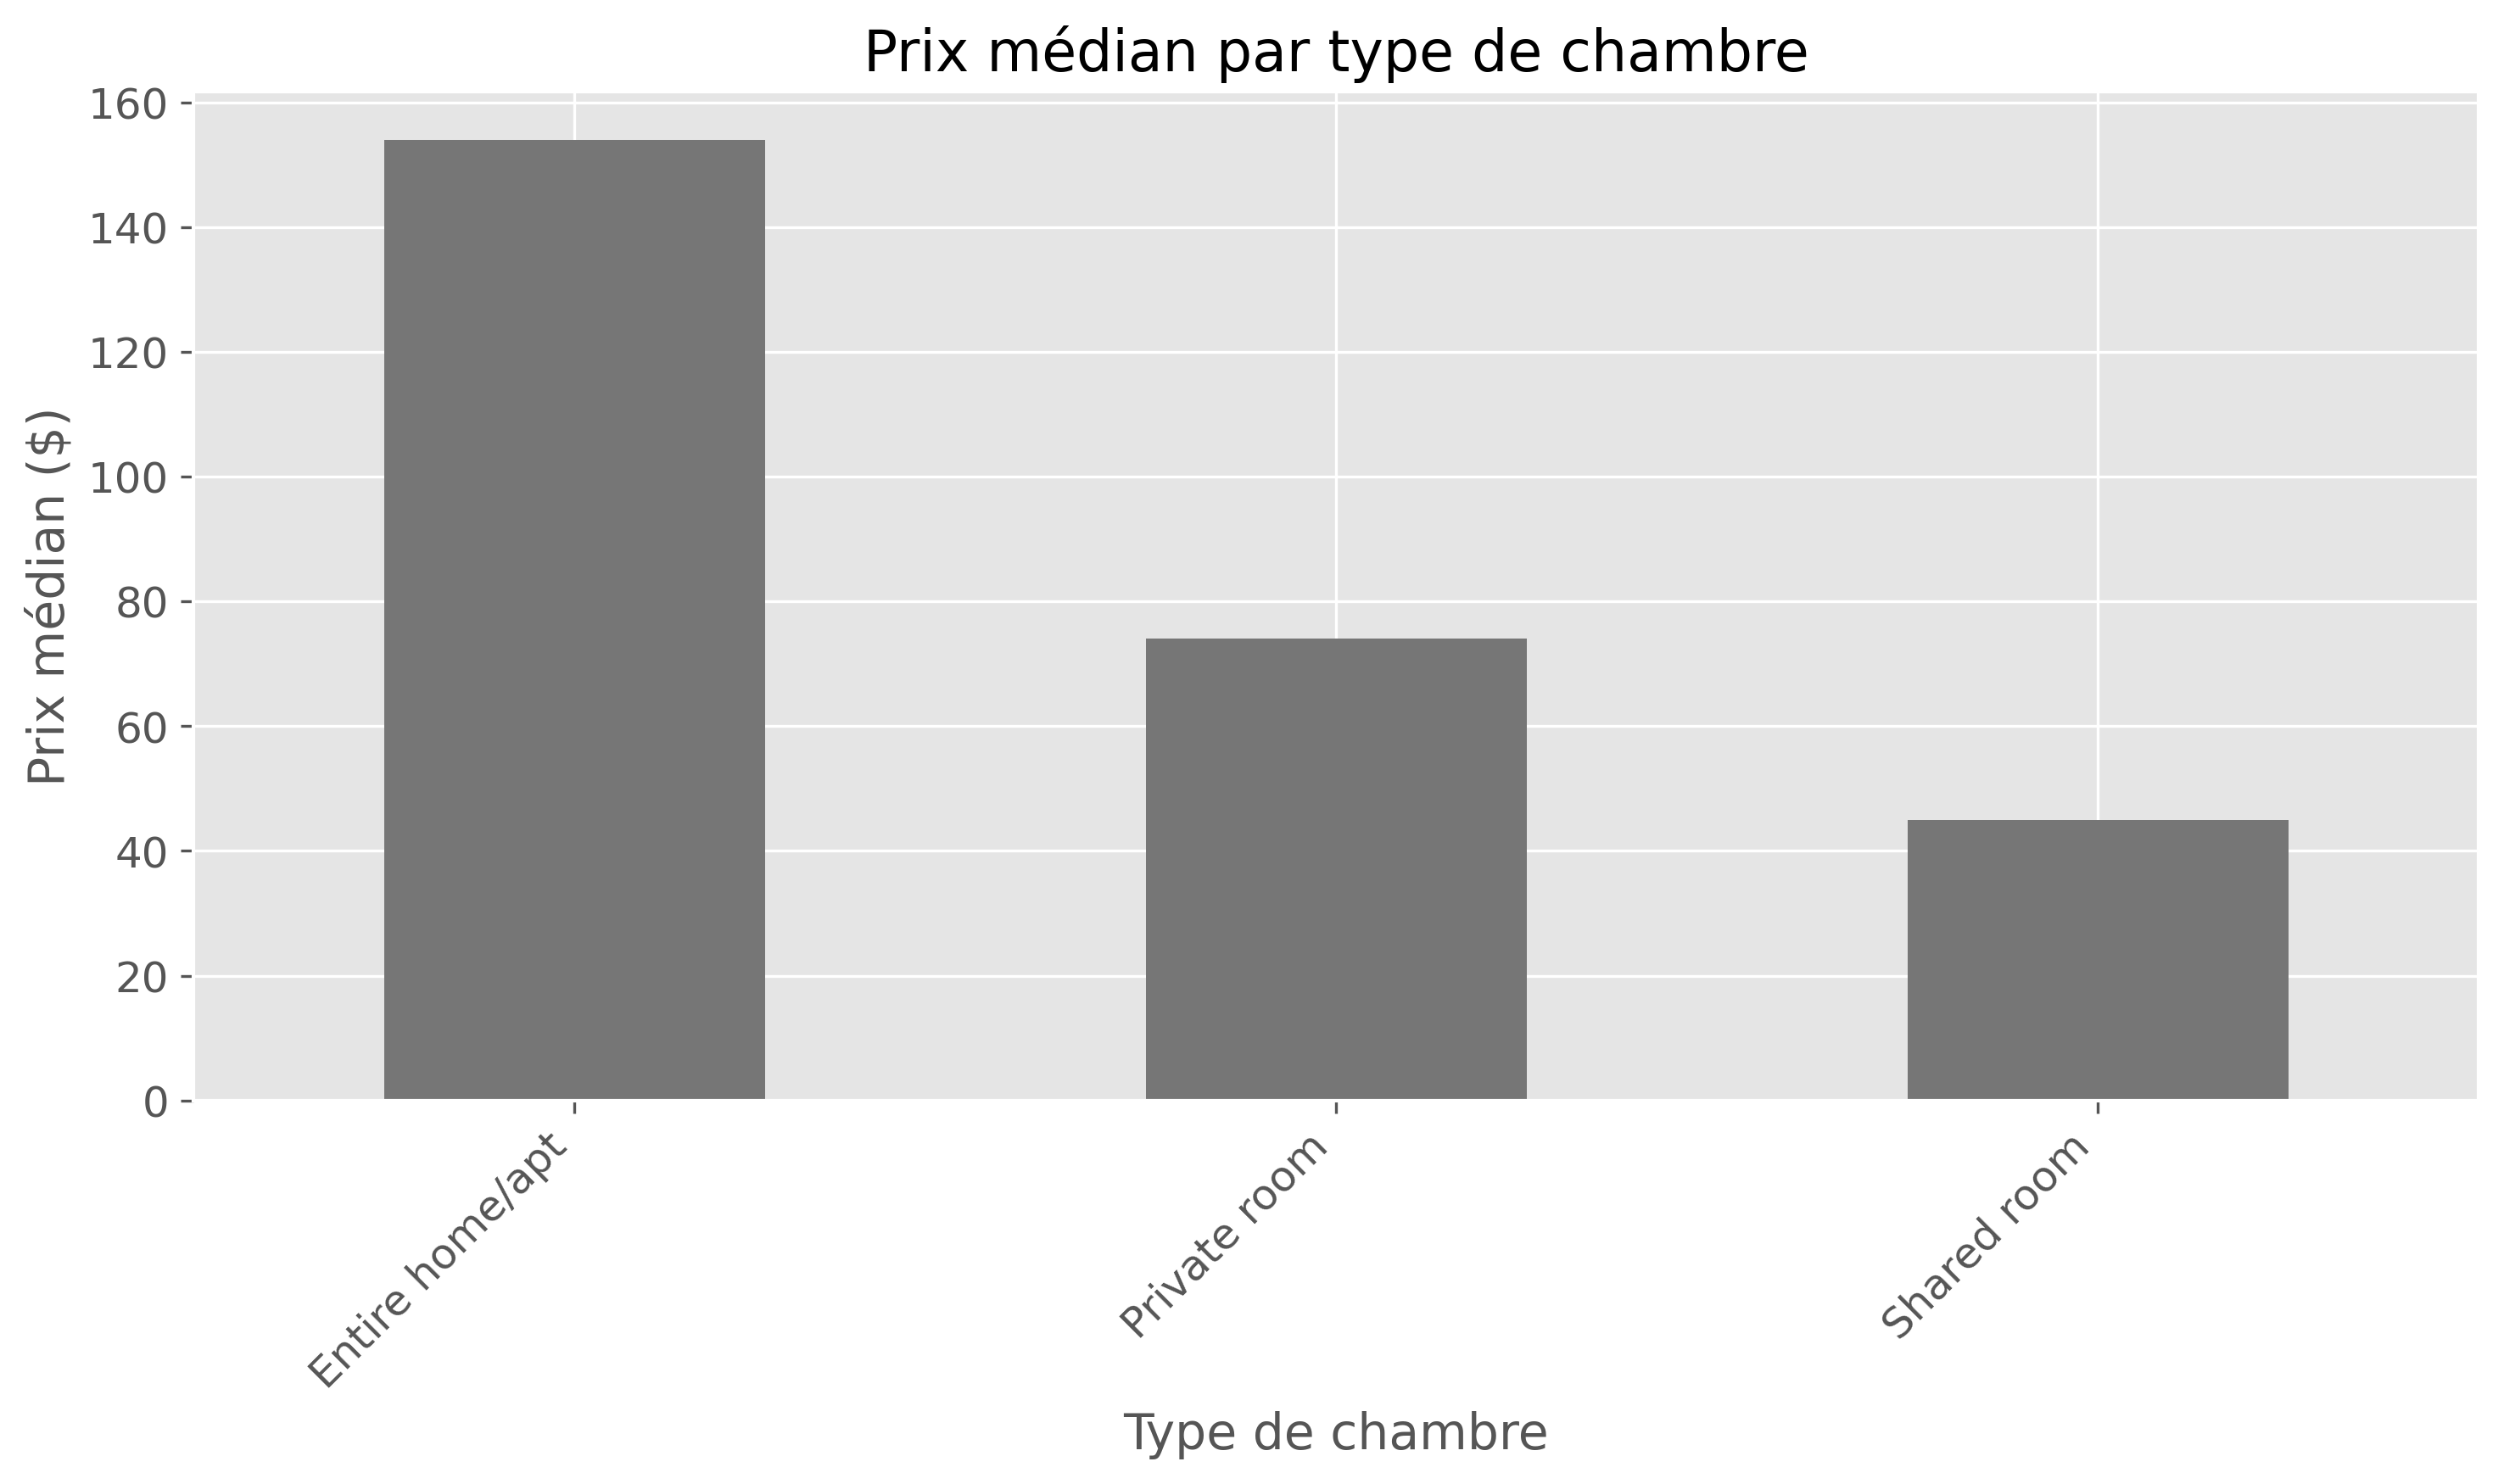 Prix médian par type de chambre
Prix médian ($)
160
140
120
100
80
60
40
20
0
Entire home/apt
Private room
Shared room
Type de chambre